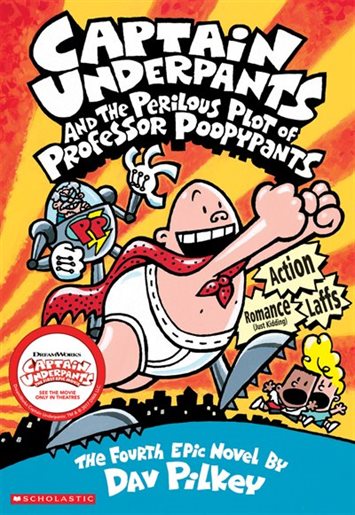 CAPTAIN
UNDERPANTS
AND THE PERILOUS PLOT OF
PROFESSOR POOPYPANTS
PP
Action
Romance
(Just Kidding)
Laffs
DREAMWORKS
CAPTAIN
UNDERPANTS
SEE THE MOVIE
ONLY IN THEATRES
THE FOURTH EPIC NOVEL BY
DAV PILKEY
SCHOLASTIC